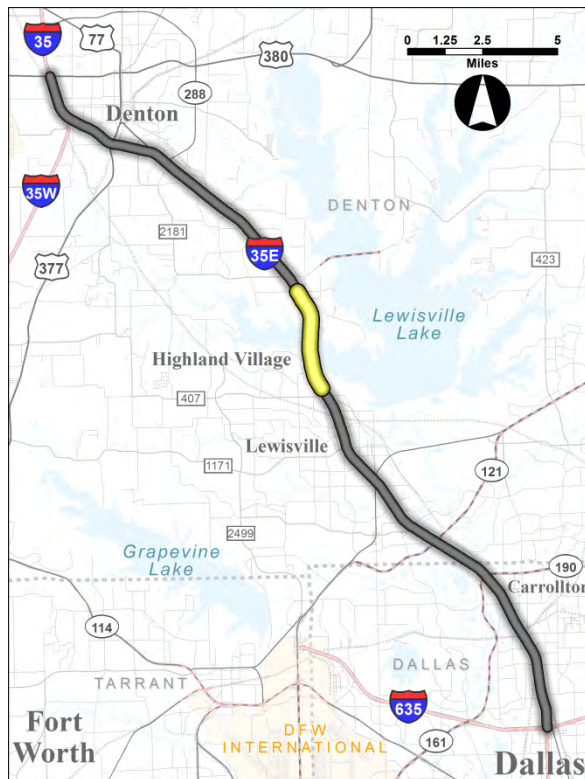 35
77
380
0 1.25 2.5 5
Miles
288
Denton
35W
DENTON
2181
35E
423
377
Lewisville
Lake
Highland Village
407
Lewisville
1171
121
2499
Grapevine
Lake
190
Carrollton
114
DALLAS
TARRANT
635
Fort
Worth
DFW
INTERNATIONAL
161
Dallas